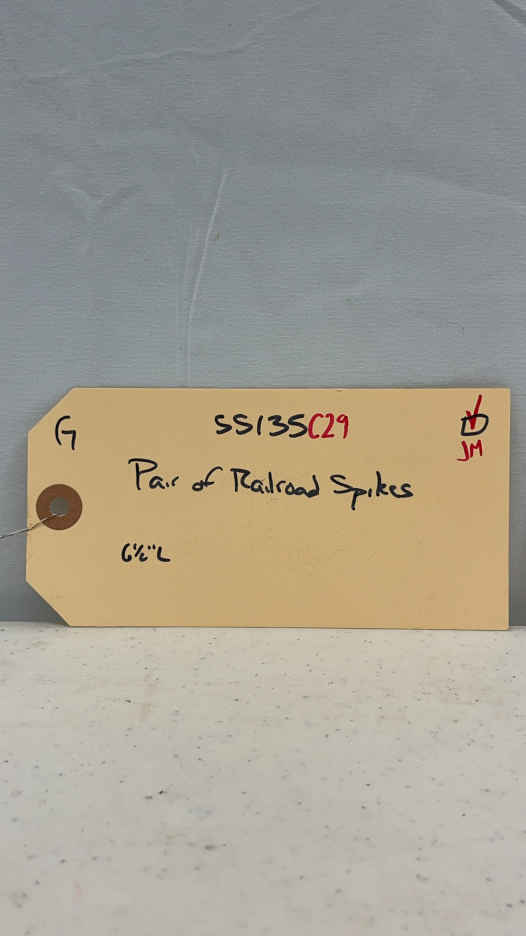 G SS135C29
JM
Pair of Railroad Spikes
6½"L